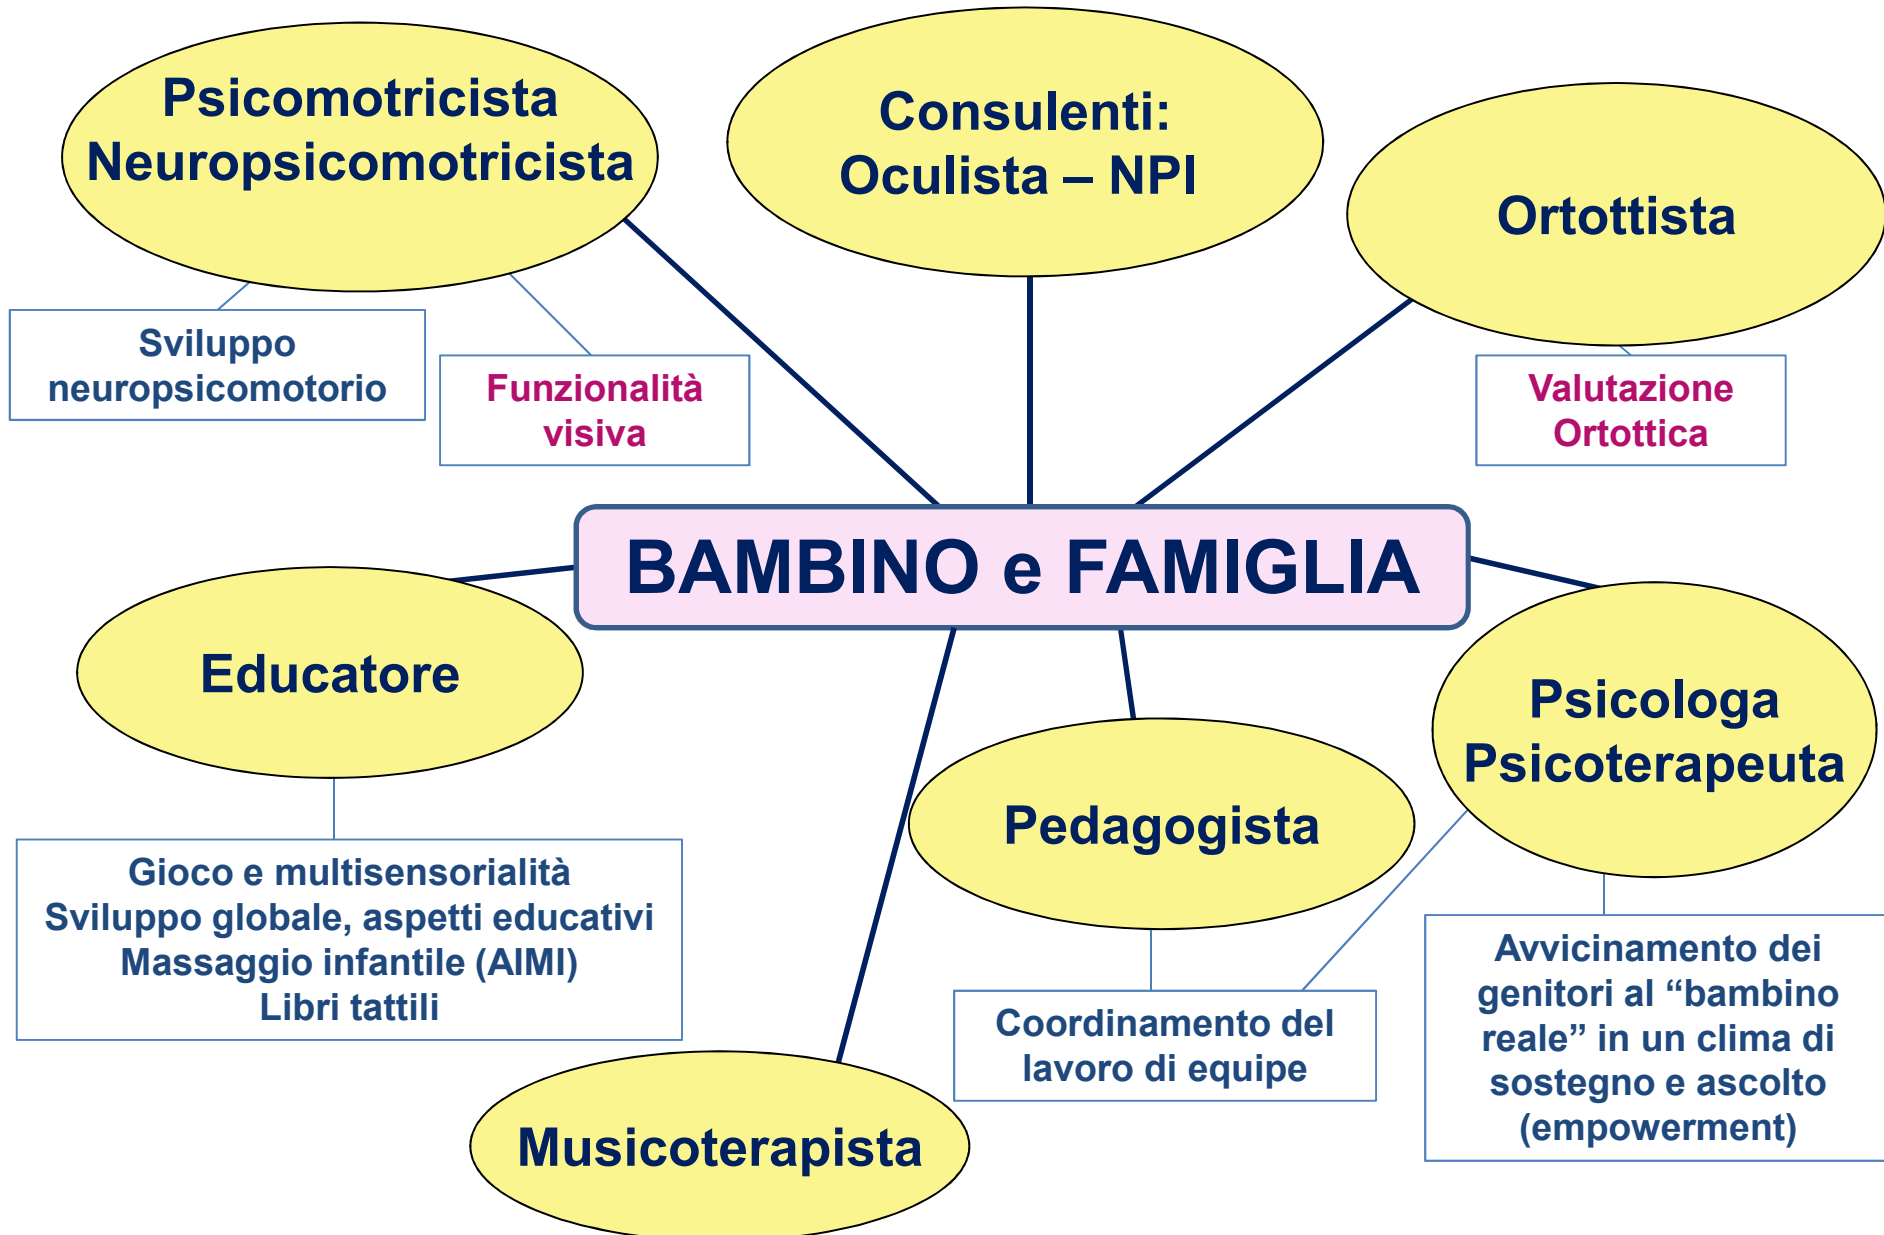 Psicomotricista
Neuropsicomotricista
Consulenti:
Oculista – NPI
Ortottista
Sviluppo
neuropsicomotorio
Funzionalità
visiva
Valutazione
Ortottica
BAMBINO e FAMIGLIA
Educatore
Psicologa
Psicoterapeuta
Pedagogista
Gioco e multisensorialità
Sviluppo globale, aspetti educativi
Massaggio infantile (AIMI)
Libri tattili
Coordinamento del
lavoro di equipe
Avvicinamento dei
genitori al “bambino
reale” in un clima di
sostegno e ascolto
(empowerment)
Musicoterapista